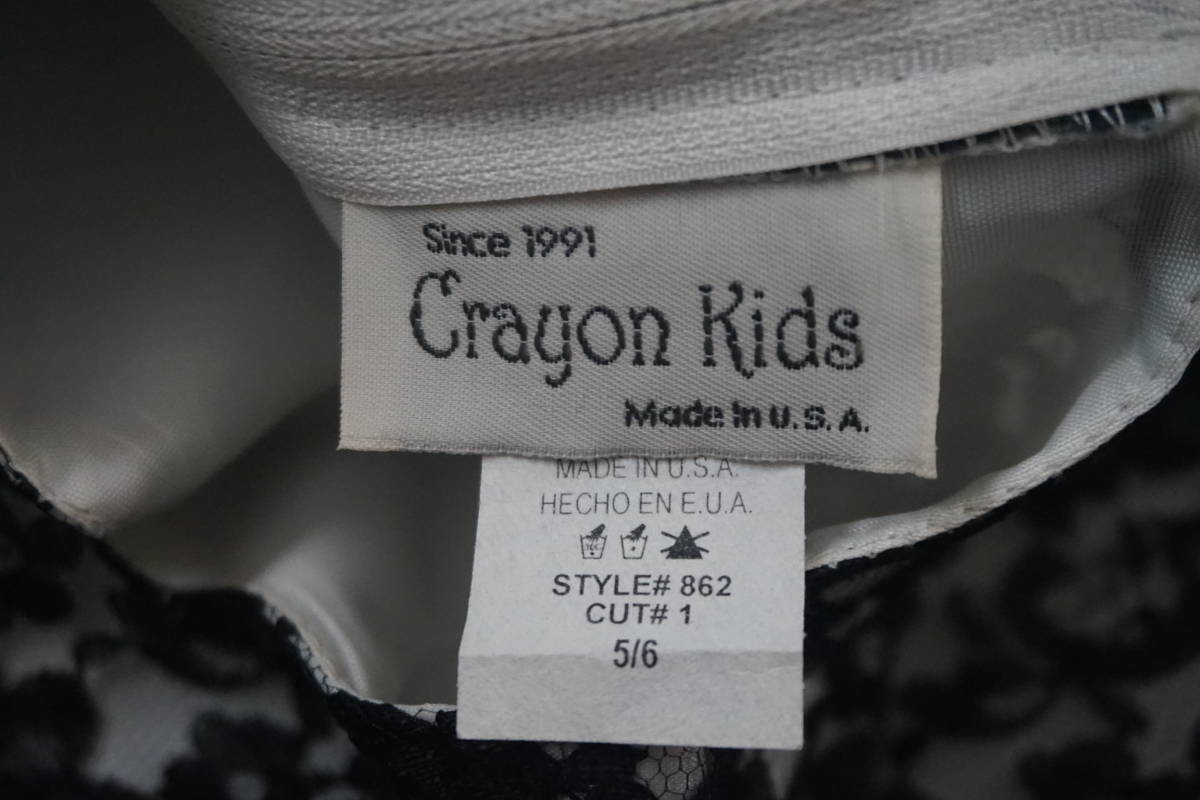 Since 1991
Crayon Kids
Made in U.S.A.
MADE IN U.S.A.
HECHO EN E.U.A.
STYLE# 862
CUT# 1
5/6